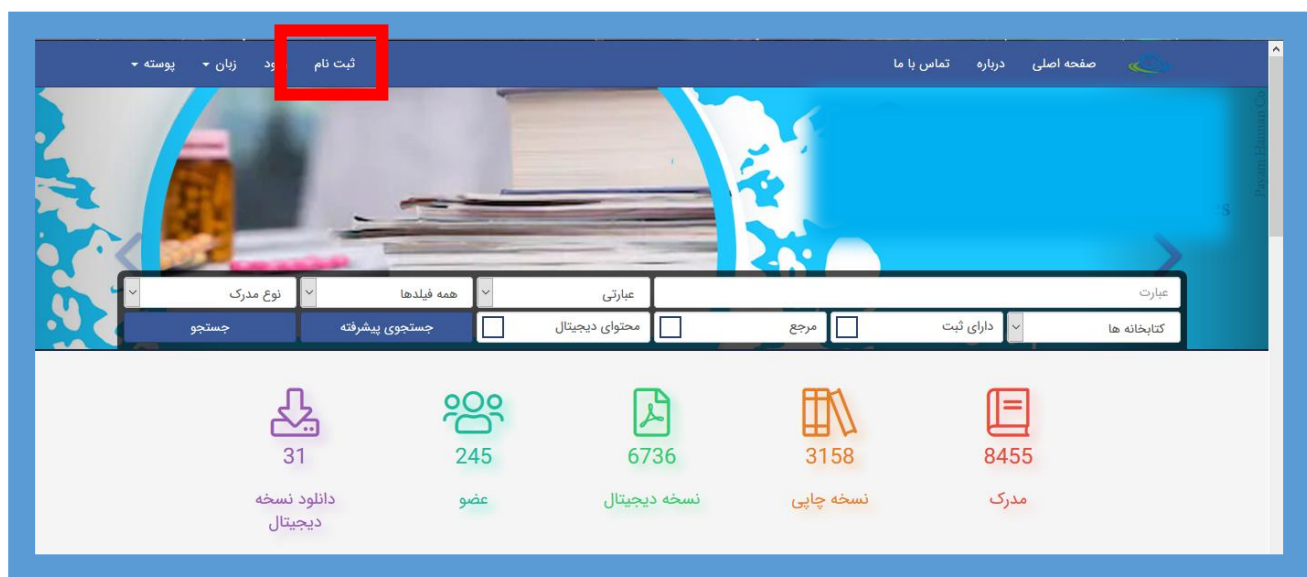 صفحه اصلی درباره تماس با ما ثبت نام زبان پوسته
عبارت عبارتی همه فیلدها نوع مدرک
کتابخانه ها دارای ثبت مرجع محتوای دیجیتال جستجوی پیشرفته جستجو
8455 3158 6736 245 31
مدرک نسخه چاپی نسخه دیجیتال عضو دانلود نسخه
دیجیتال